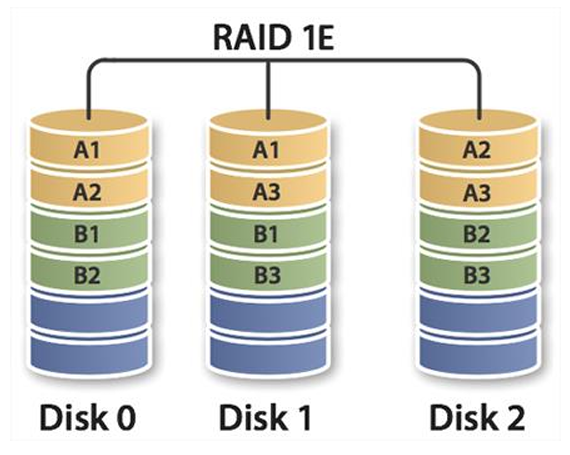 RAID 1E
A1 A1 A2
A2 A3 A3
B1 B1 B2
B2 B3 B3
Disk 0 Disk 1 Disk 2